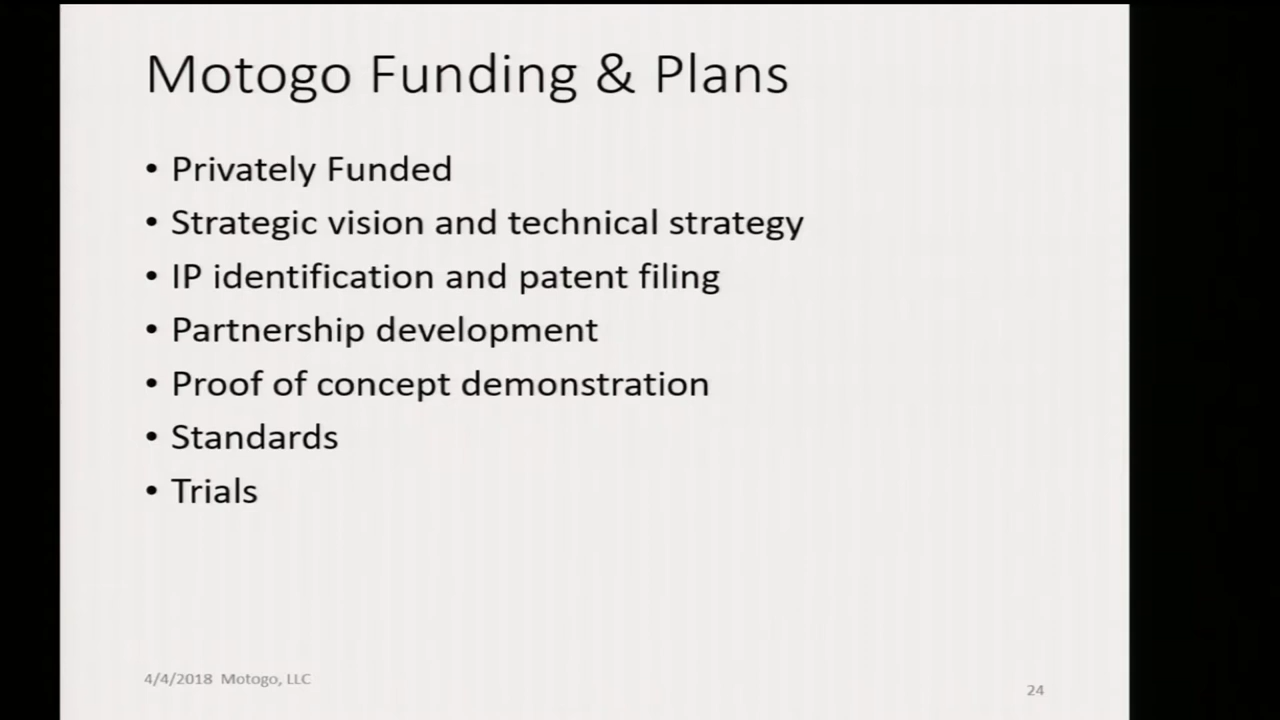 Motogo Funding & Plans
• Privately Funded
• Strategic vision and technical strategy
• IP identification and patent filing
• Partnership development
• Proof of concept demonstration
• Standards
• Trials
4/4/2018 Motogo, LLC
24